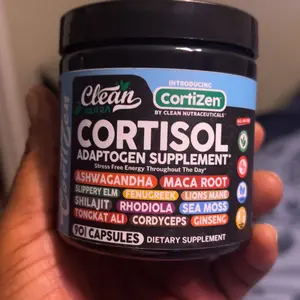 Clean
NUTRA
INTRODUCING
CortiZen
BY CLEAN NUTRACEUTICALS
CORTISOL
ADAPTOGEN SUPPLEMENT*
Stress Free Energy Throughout The Day*
ASHWAGANDHA MACA ROOT
SLIPPERY ELM FENUGREEK LIONS MANE
SHILAJIT RHODIOLA SEA MOSS
TONGKAT ALI CORDYCEPS GINSENG
90 CAPSULES DIETARY SUPPLEMENT